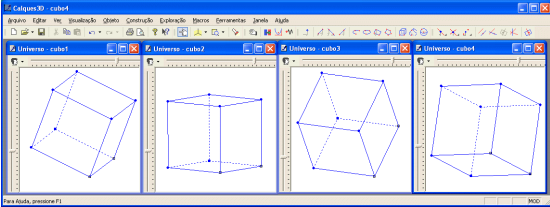 Calques3D - cubo4
Arquivo Editar Ver Visualização Objeto Construção Exploração Macros Ferramentas Janela Ajuda
Universo - cubo1
Universo - cubo2
Universo - cubo3
Universo - cubo4
Para Ajuda, pressione F1
MOD